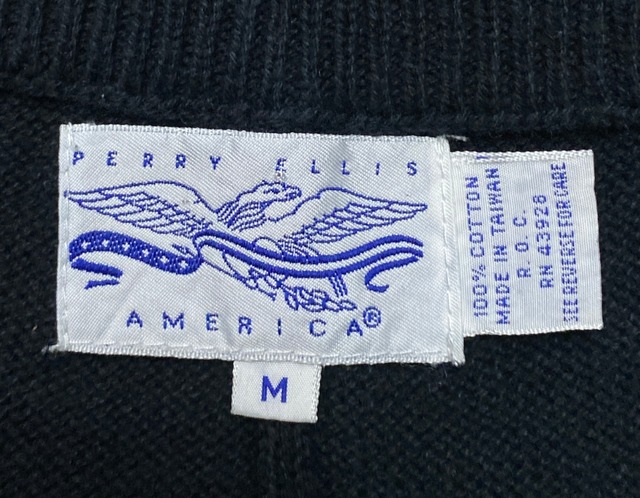 PERRY ELLIS
AMERICA®
M
100% COTTON
MADE IN TAIWAN
R.O.C.
RN 43928
SEE REVERSE FOR CARE